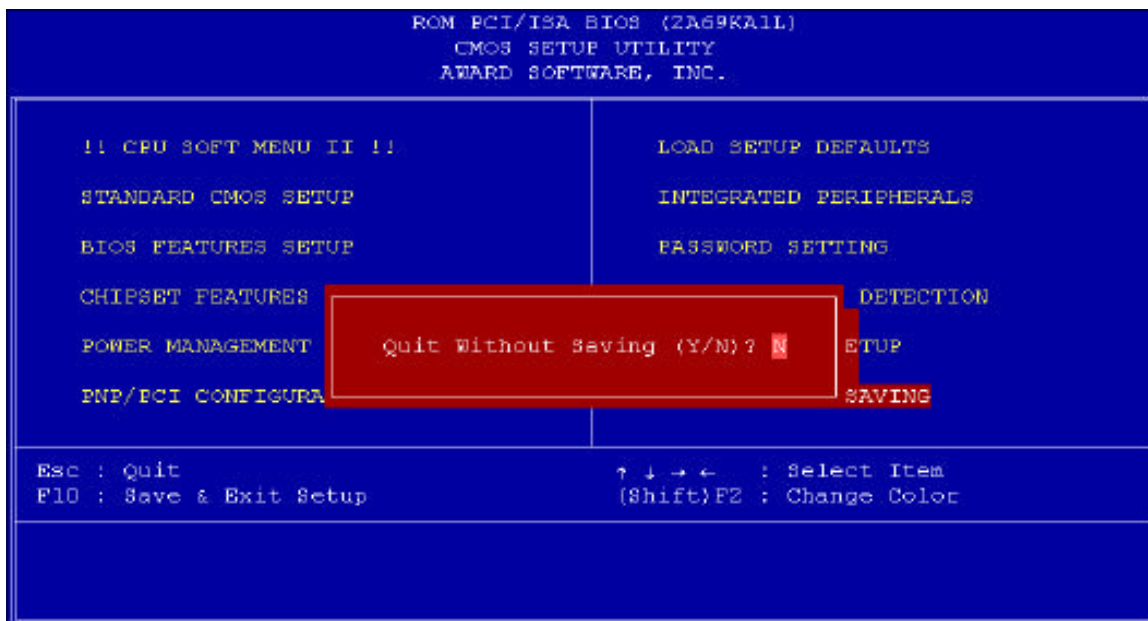 ROM PCI/ISA BIOS (2A69KA1L)
CMOS SETUP UTILITY
AWARD SOFTWARE, INC.
!! CPU SOFT MENU II !!
STANDARD CMOS SETUP
BIOS FEATURES SETUP
CHIPSET FEATURES
POWER MANAGEMENT
PNP/PCI CONFIGURA
LOAD SETUP DEFAULTS
INTEGRATED PERIPHERALS
PASSWORD SETTING
DETECTION
ETUP
SAVING
Quit Without Saving (Y/N)? N
Esc : Quit
F10 : Save & Exit Setup
↑ ↓ → ← : Select Item
(Shift)F2 : Change Color